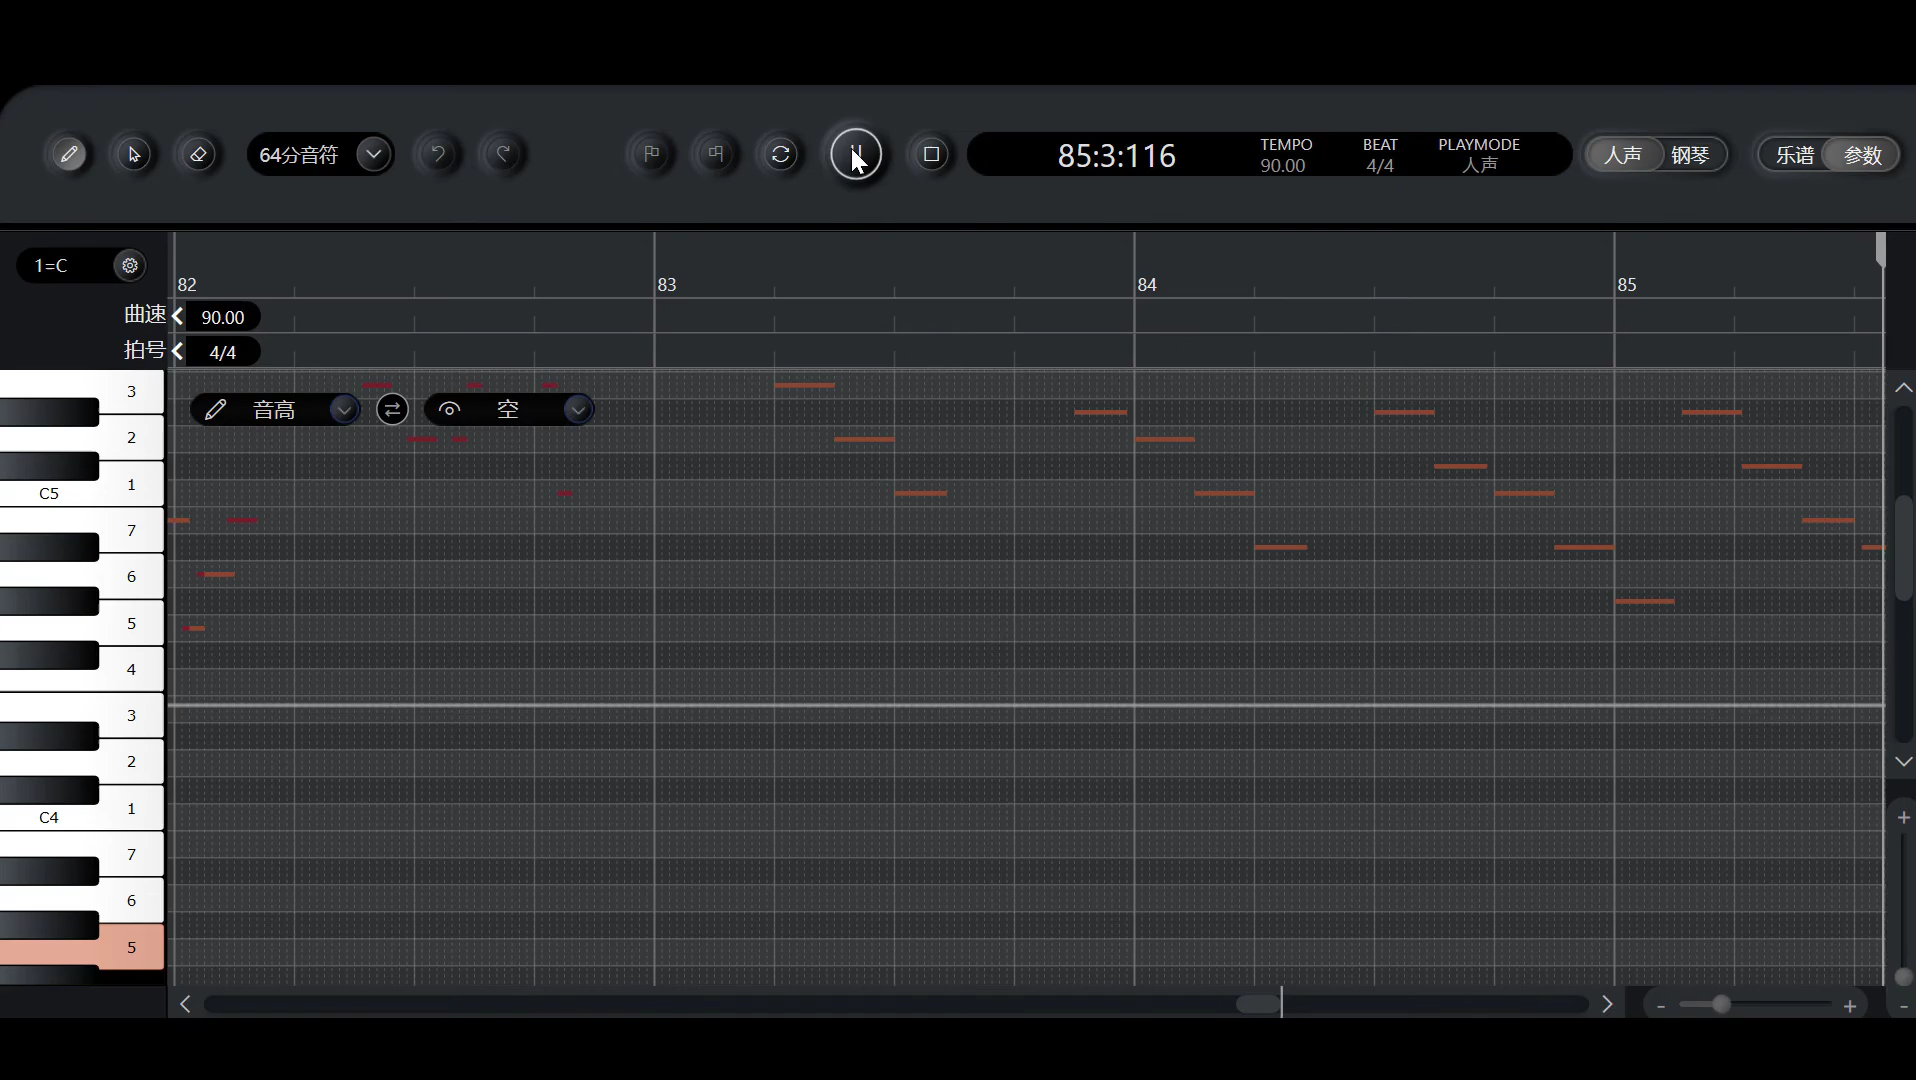 64分音符
85:3:116
TEMPO
90.00
BEAT
4/4
PLAYMODE
人声
人声 钢琴
乐谱 参数
1=C
82 83 84 85
曲速 90.00
拍号 4/4
音高 空
3
2
1
C5
7
6
5
4
3
2
1
C4
7
6
5